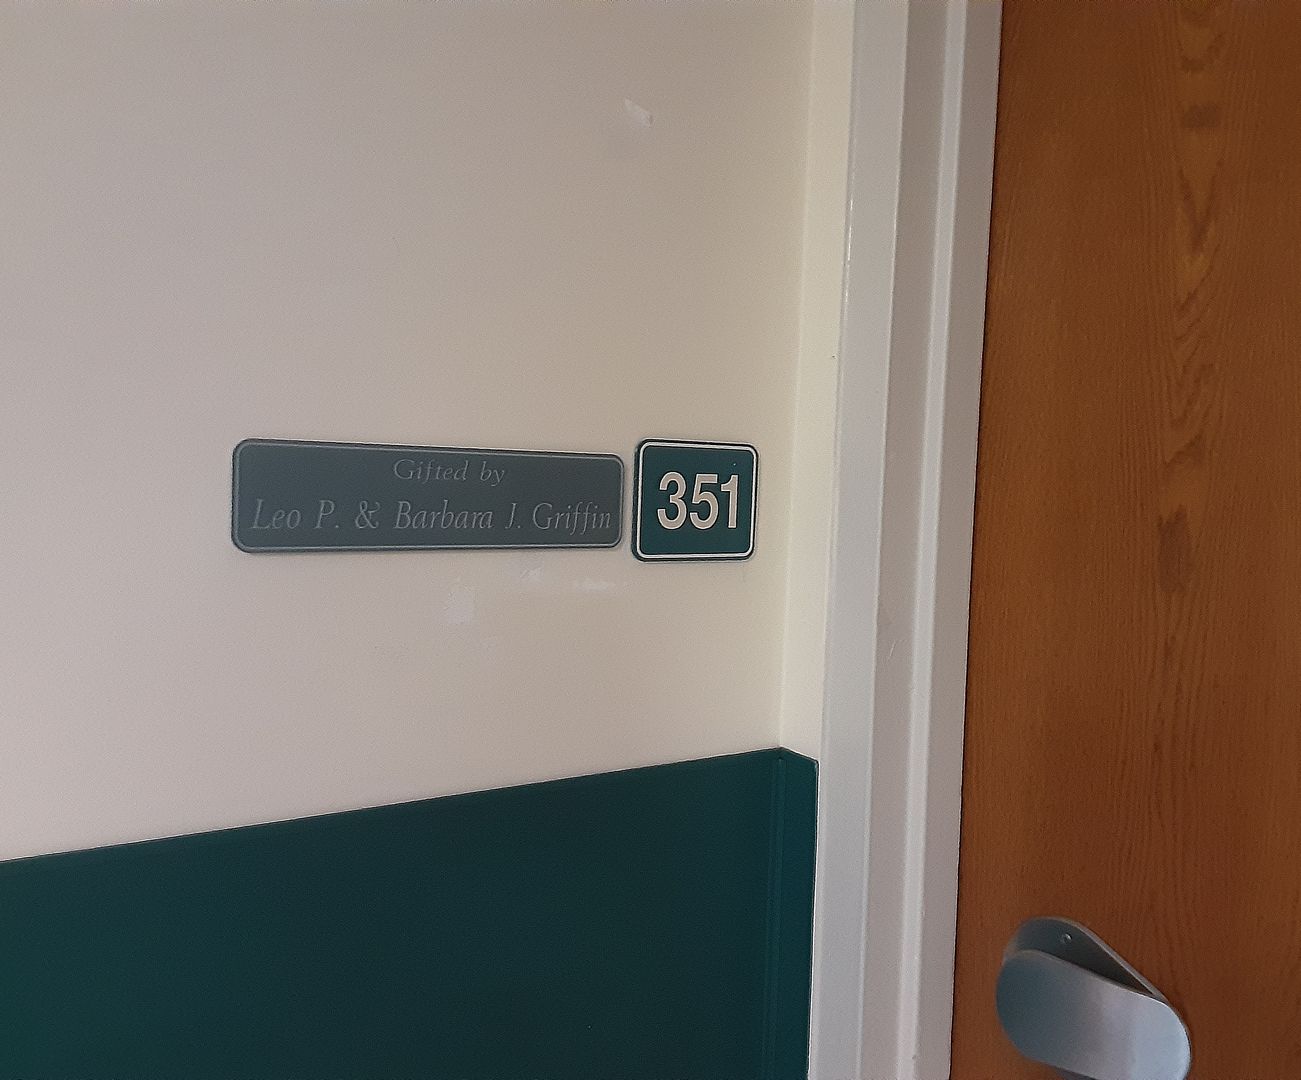 Gifted by
Leo P. & Barbara J. Griffin
351